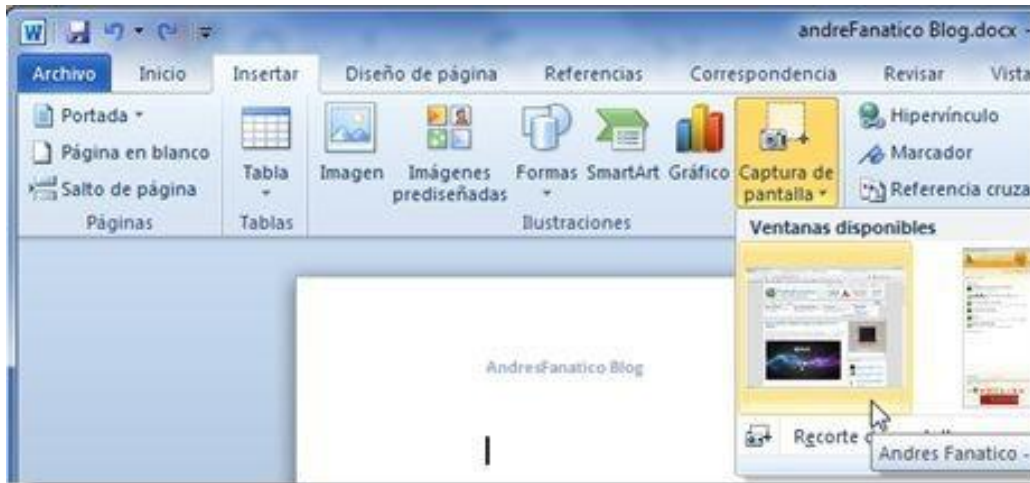 W
andreFanatico Blog.docx -
Archivo Inicio Insertar Diseño de página Referencias Correspondencia Revisar Vista
Portada
Página en blanco
Salto de página
Páginas
Tabla
Tablas
Imagen
Imágenes
prediseñadas
Formas
SmartArt
Gráfico
Captura de
pantalla
Ilustraciones
Hipervínculo
Marcador
Referencia cruza
Ventanas disponibles
AndresFanatico Blog
Recorte
Andres Fanatico -